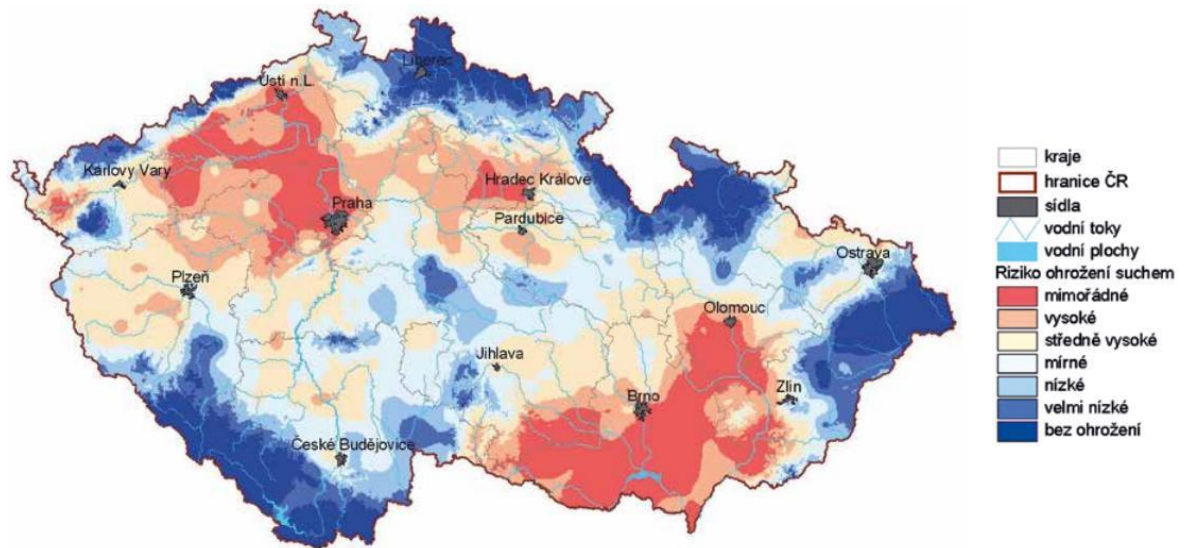 Liberec
Ústí n.L.
Karlovy Vary
Hradec Králové
Praha
Pardubice
Ostrava
Plzeň
Olomouc
Jihlava
Zlín
Brno
České Budějovice
kraje
hranice ČR
sídla
vodní toky
vodní plochy
Riziko ohrožení suchem
mimořádné
vysoké
středně vysoké
mírné
nízké
velmi nízké
bez ohrožení